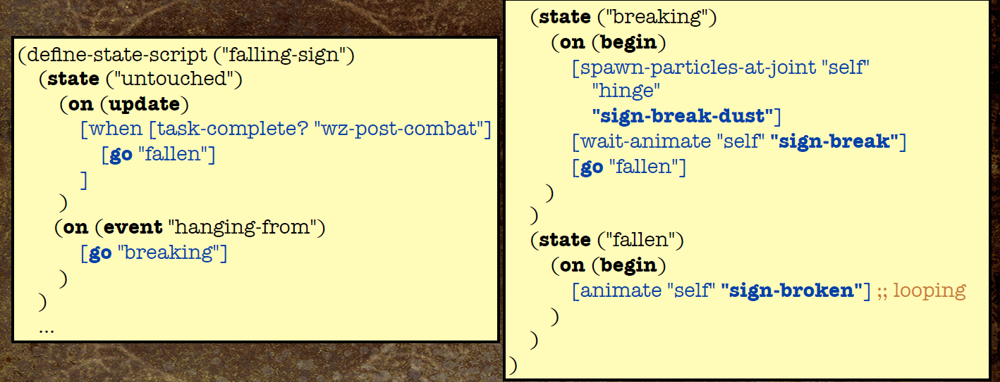 (define-state-script ("falling-sign")
(state ("untouched")
(on (update)
[when [task-complete? "wz-post-combat"]
[go "fallen"]
]
)
(on (event "hanging-from")
[go "breaking"]
)
)
...
(state ("breaking")
(on (begin)
[spawn-particles-at-joint "self"
"hinge"
"sign-break-dust"]
[wait-animate "self" "sign-break"]
[go "fallen"]
)
)
(state ("fallen")
(on (begin)
[animate "self" "sign-broken"] ;; looping
)
)
)